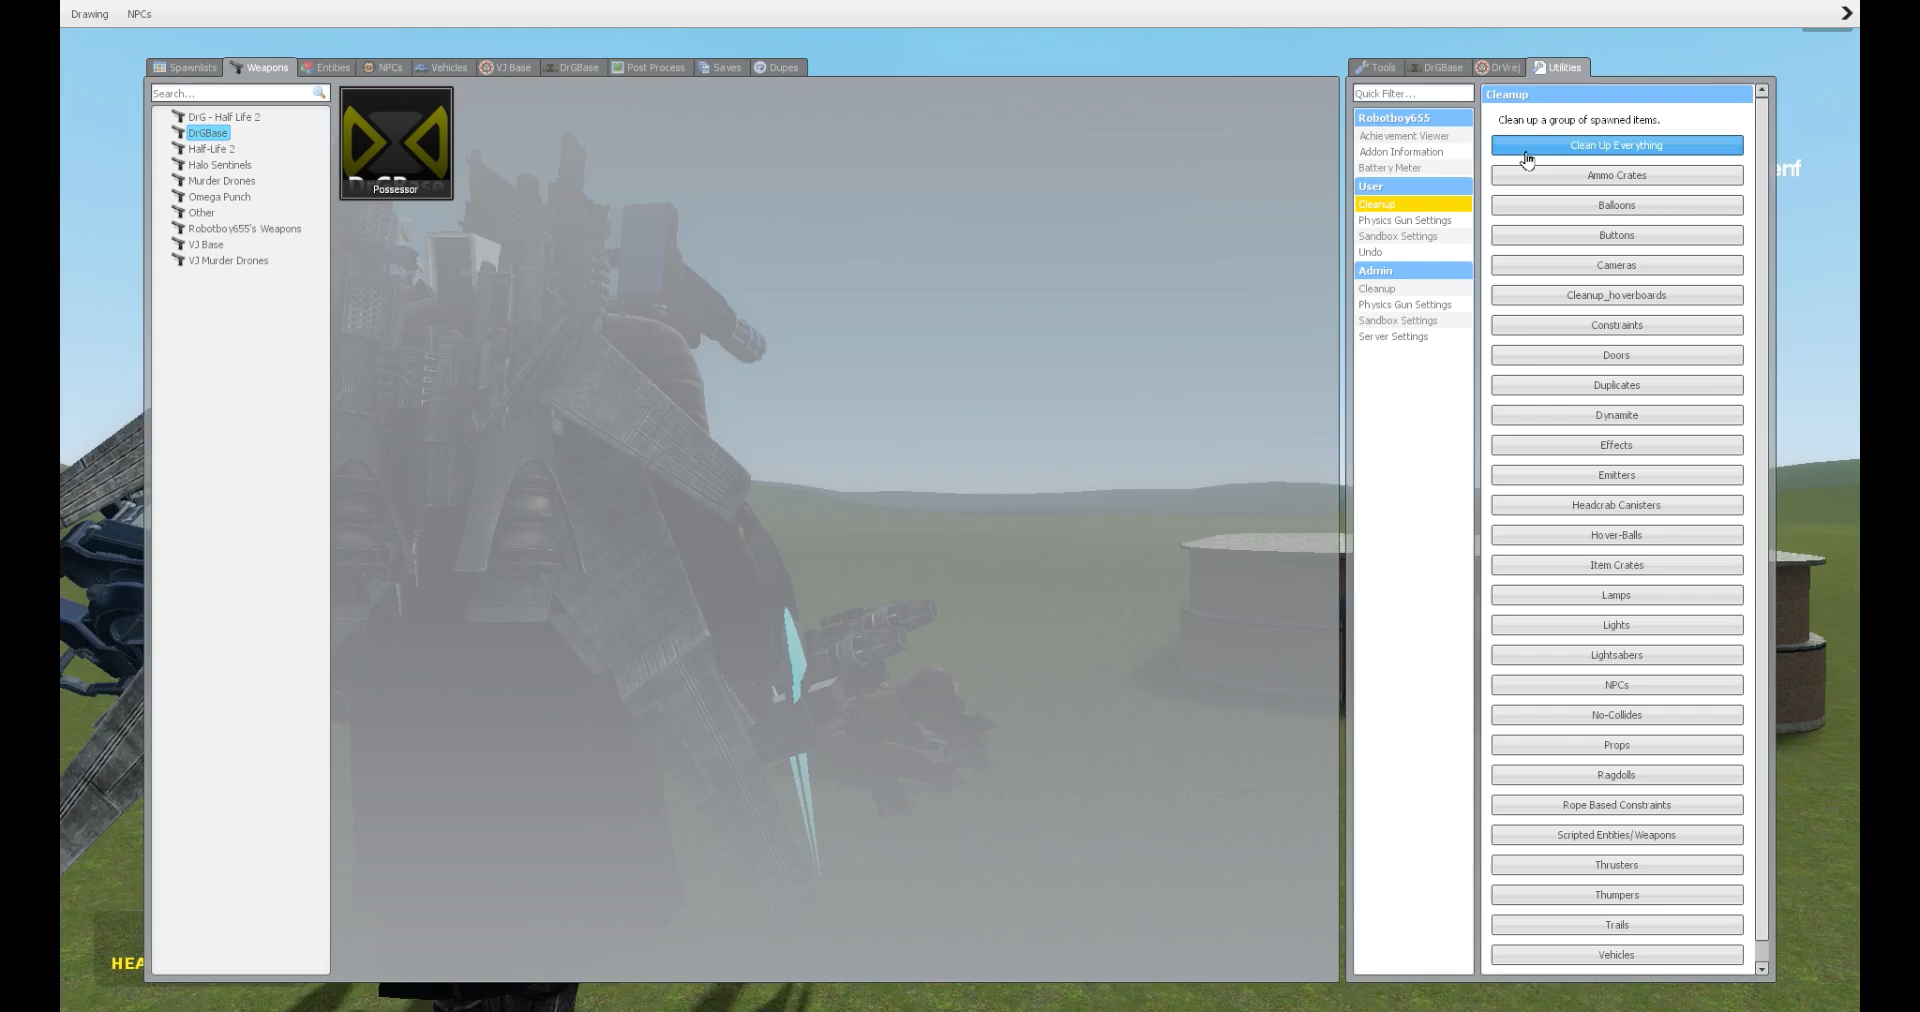 Drawing NPCs
Spawnlists Weapons Entities NPCs Vehicles VJ Base DrGBase Post Process Saves Dupes
Search...
DrG - Half Life 2
DrGBase
Half-Life 2
Halo Sentinels
Murder Drones
Omega Punch
Other
Robotboy655's Weapons
VJ Base
VJ Murder Drones
DrGBase
Possessor
HEA
Tools DrGBase DrVrej Utilities
Quick Filter...
Robotboy655
Achievement Viewer
Addon Information
Battery Meter
User
Cleanup
Physics Gun Settings
Sandbox Settings
Undo
Admin
Cleanup
Physics Gun Settings
Sandbox Settings
Server Settings
Cleanup
Clean up a group of spawned items.
Clean Up Everything
Ammo Crates
Balloons
Buttons
Cameras
Cleanup_hoverboards
Constraints
Doors
Duplicates
Dynamite
Effects
Emitters
Headcrab Canisters
Hover-Balls
Item Crates
Lamps
Lights
Lightsabers
NPCs
No-Collides
Props
Ragdolls
Rope Based Constraints
Scripted Entities/Weapons
Thrusters
Thumpers
Trails
Vehicles